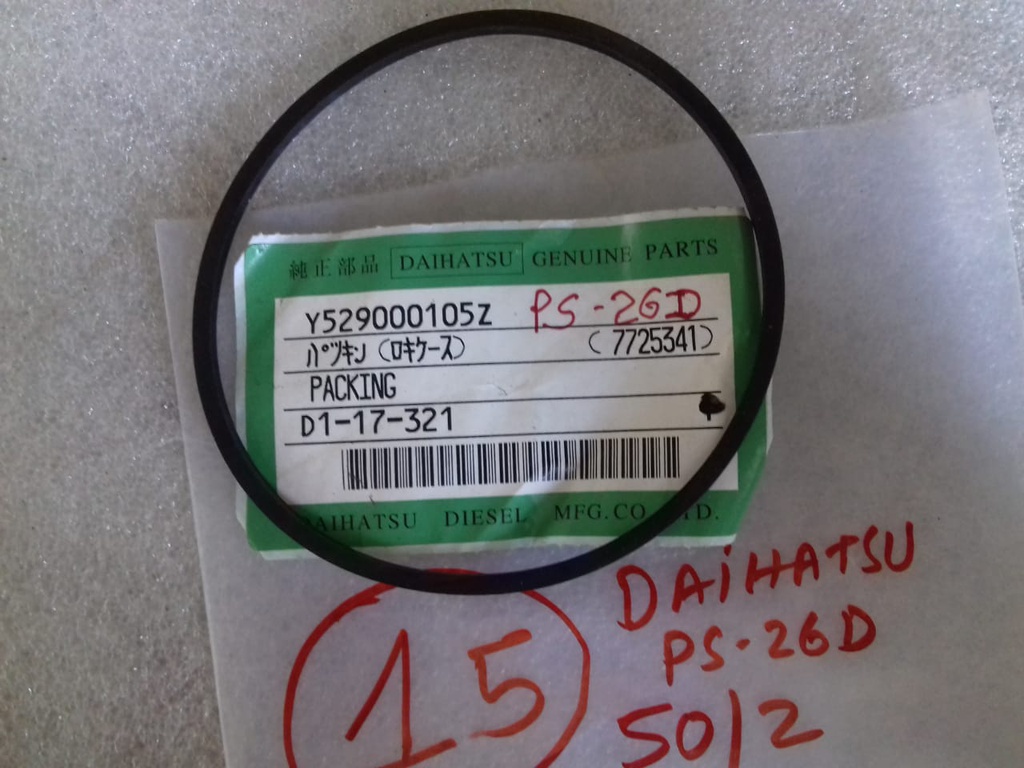 純正部品 DAIHATSU GENUINE PARTS
Y529000105Z PS-26D
パツキン(ロキケース) (7725341)
PACKING
D1-17-321
DAIHATSU DIESEL MFG.CO. LTD.
15
DAiHATSU
PS-26D
50/2